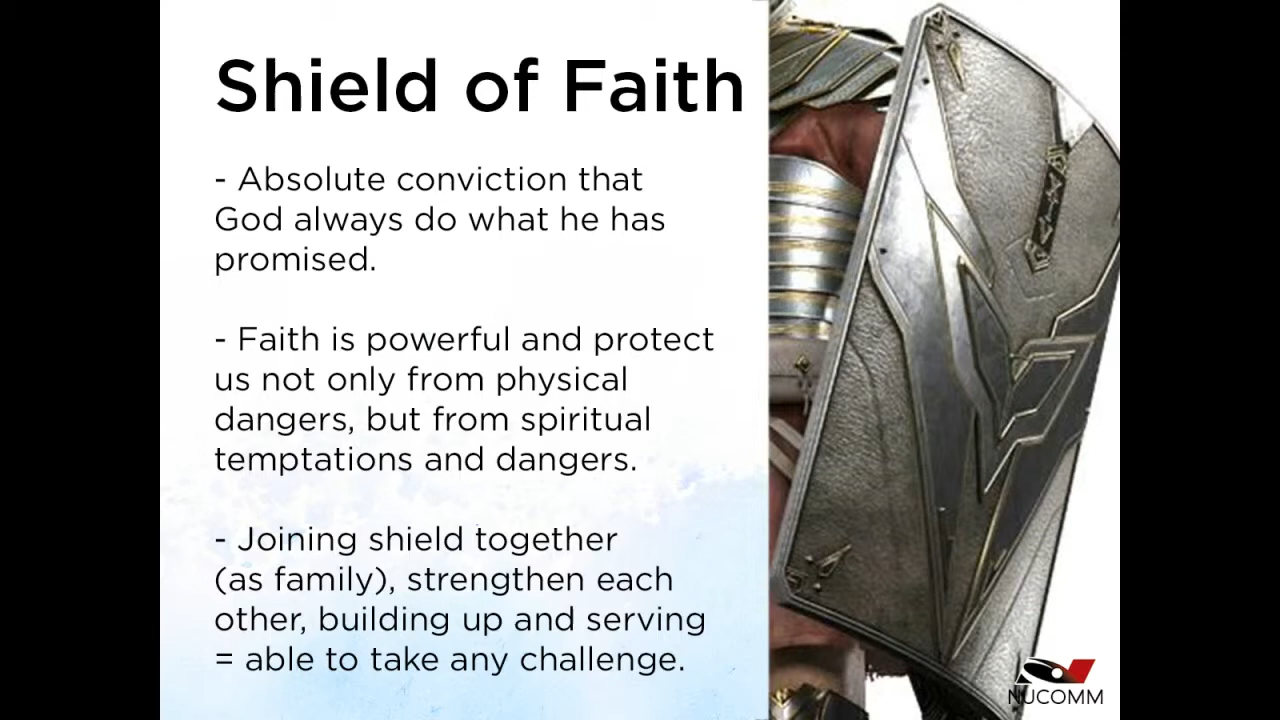 Shield of Faith
- Absolute conviction that
God always do what he has
promised.
- Faith is powerful and protect
us not only from physical
dangers, but from spiritual
temptations and dangers.
- Joining shield together
(as family), strengthen each
other, building up and serving
= able to take any challenge.
NUCOMM